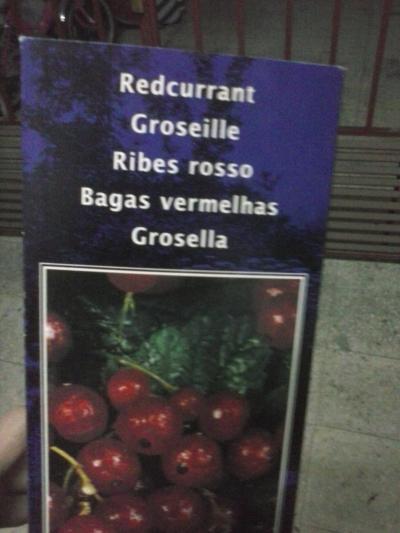 Redcurrant
Groseille
Ribes rosso
Bagas vermelhas
Grosella